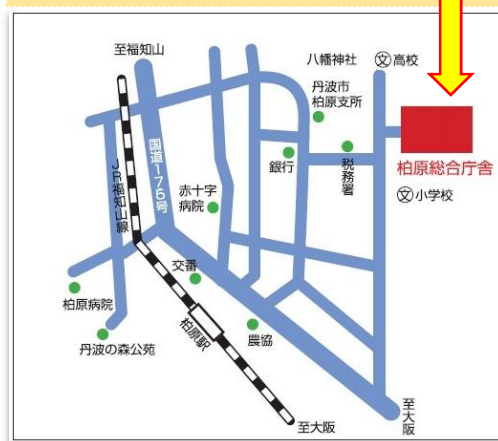 至福知山
八幡神社
文高校
丹波市
柏原支所
国道176号
JR福知山線
銀行
税務署
柏原総合庁舎
赤十字
病院
文小学校
交番
柏原病院
柏原駅
農協
丹波の森公苑
至大阪
至大阪